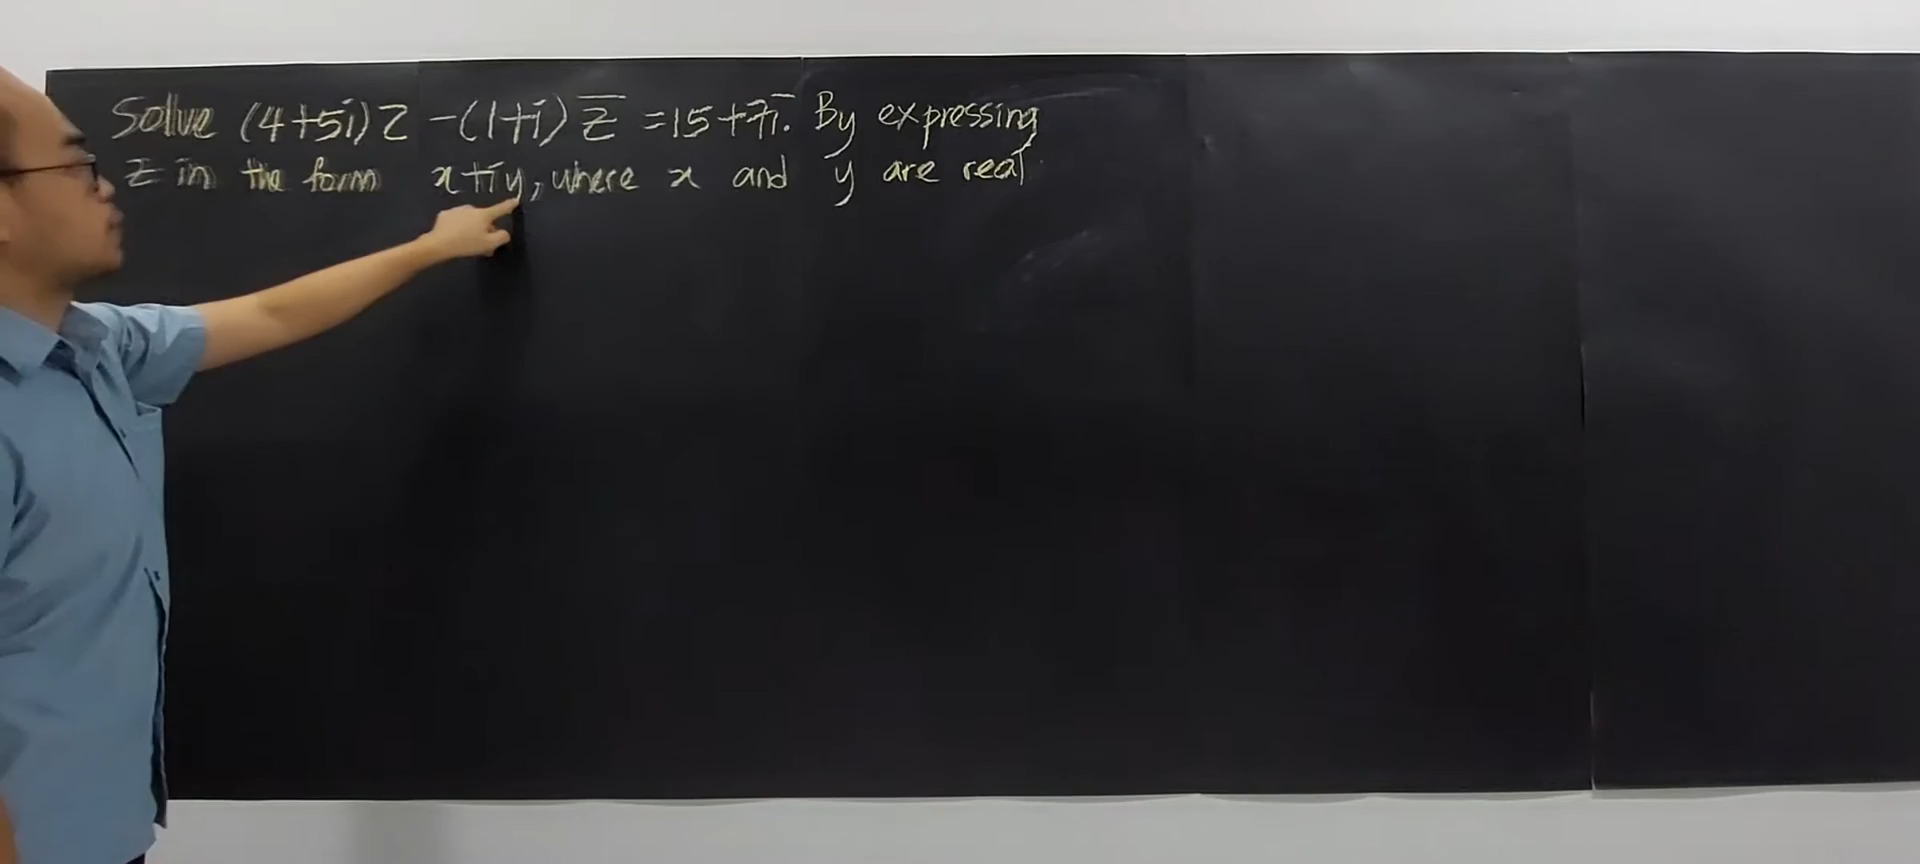 Solve (4+5i)z -(1+i) z̅ =15+7i. By expressing
z in the form x+iy, where x and y are real